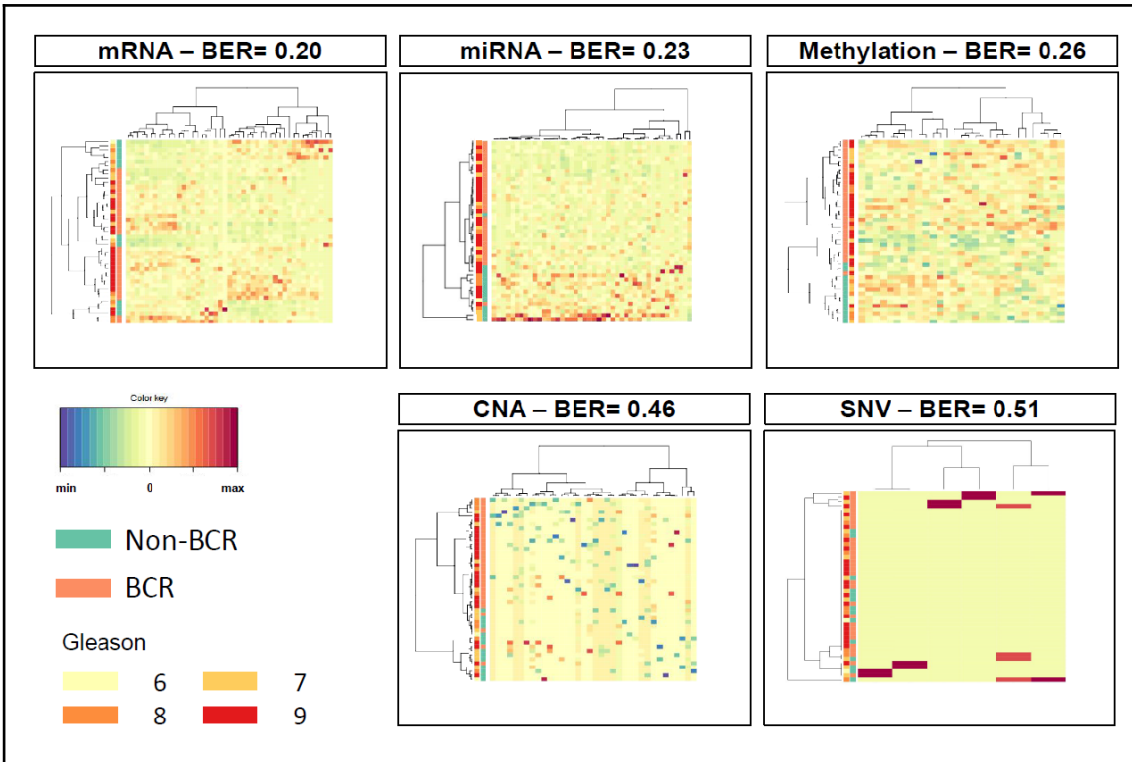 mRNA – BER= 0.20
miRNA – BER= 0.23
Methylation – BER= 0.26
Color key
min 0 max
Non-BCR
BCR
Gleason
6 7
8 9
CNA – BER= 0.46
SNV – BER= 0.51